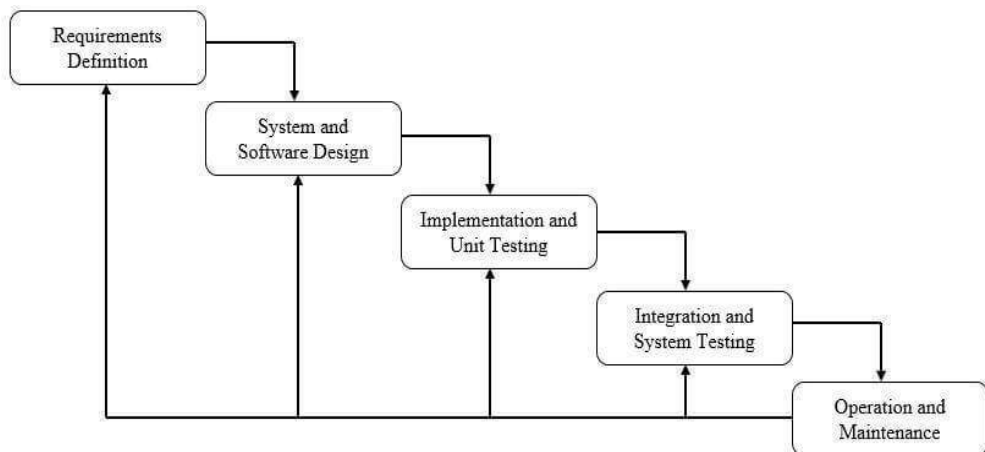 Requirements
Definition
System and
Software Design
Implementation and
Unit Testing
Integration and
System Testing
Operation and
Maintenance